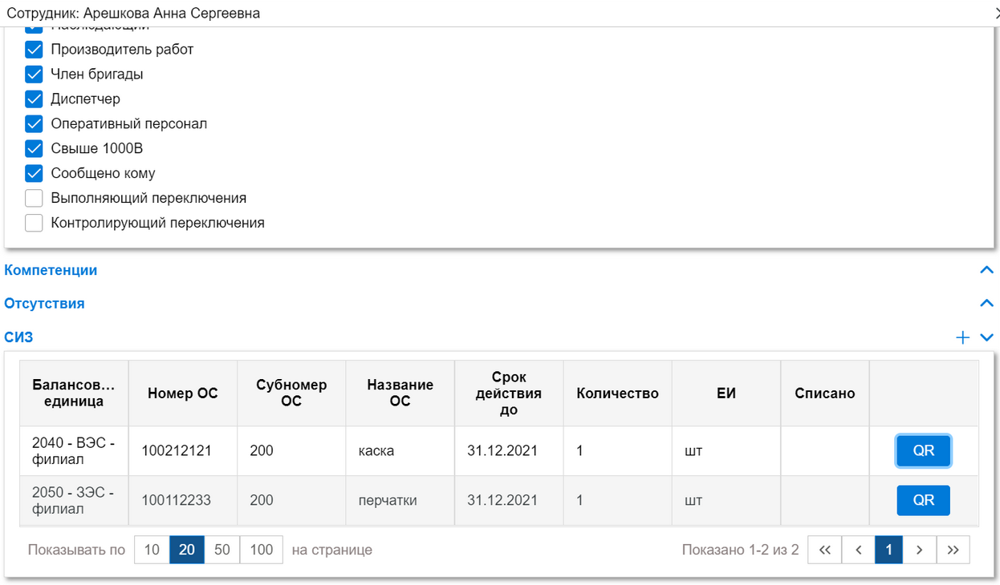 Сотрудник: Арешкова Анна Сергеевна
Наблюдающий
Производитель работ
Член бригады
Диспетчер
Оперативный персонал
Свыше 1000В
Сообщено кому
Выполняющий переключения
Контролирующий переключения
Компетенции
Отсутствия
СИЗ
Балансов... единица
Номер ОС
Субномер ОС
Название ОС
Срок действия до
Количество
ЕИ
Списано
2040 - ВЭС - филиал
100212121
200
каска
31.12.2021
1
шт
QR
2050 - ЗЭС - филиал
100112233
200
перчатки
31.12.2021
1
шт
QR
Показывать по 10 20 50 100 на странице
Показано 1-2 из 2 << < 1 > >>